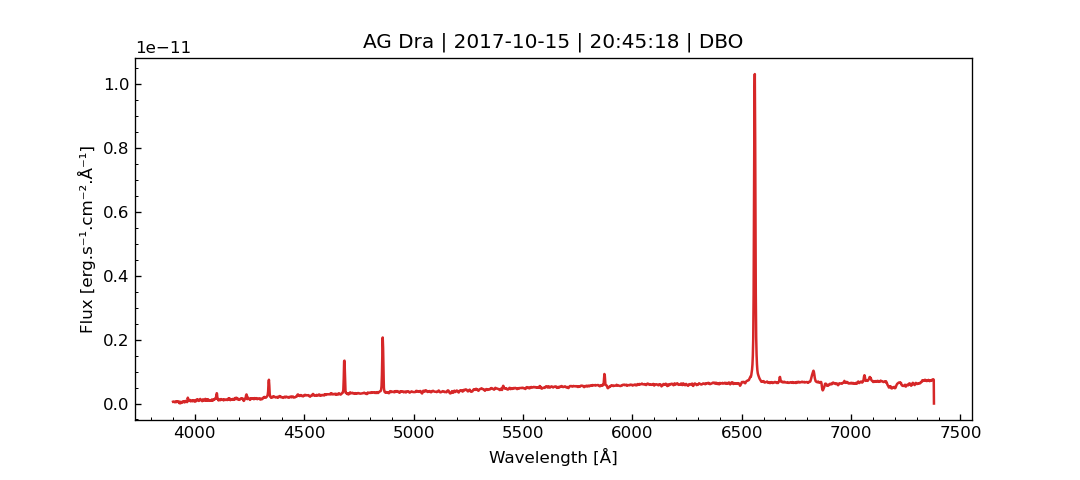 AG Dra | 2017-10-15 | 20:45:18 | DBO
1e−11
1.0
0.8
0.6
0.4
0.2
0.0
Flux [erg.s⁻¹.cm⁻².Å⁻¹]
4000 4500 5000 5500 6000 6500 7000 7500
Wavelength [Å]